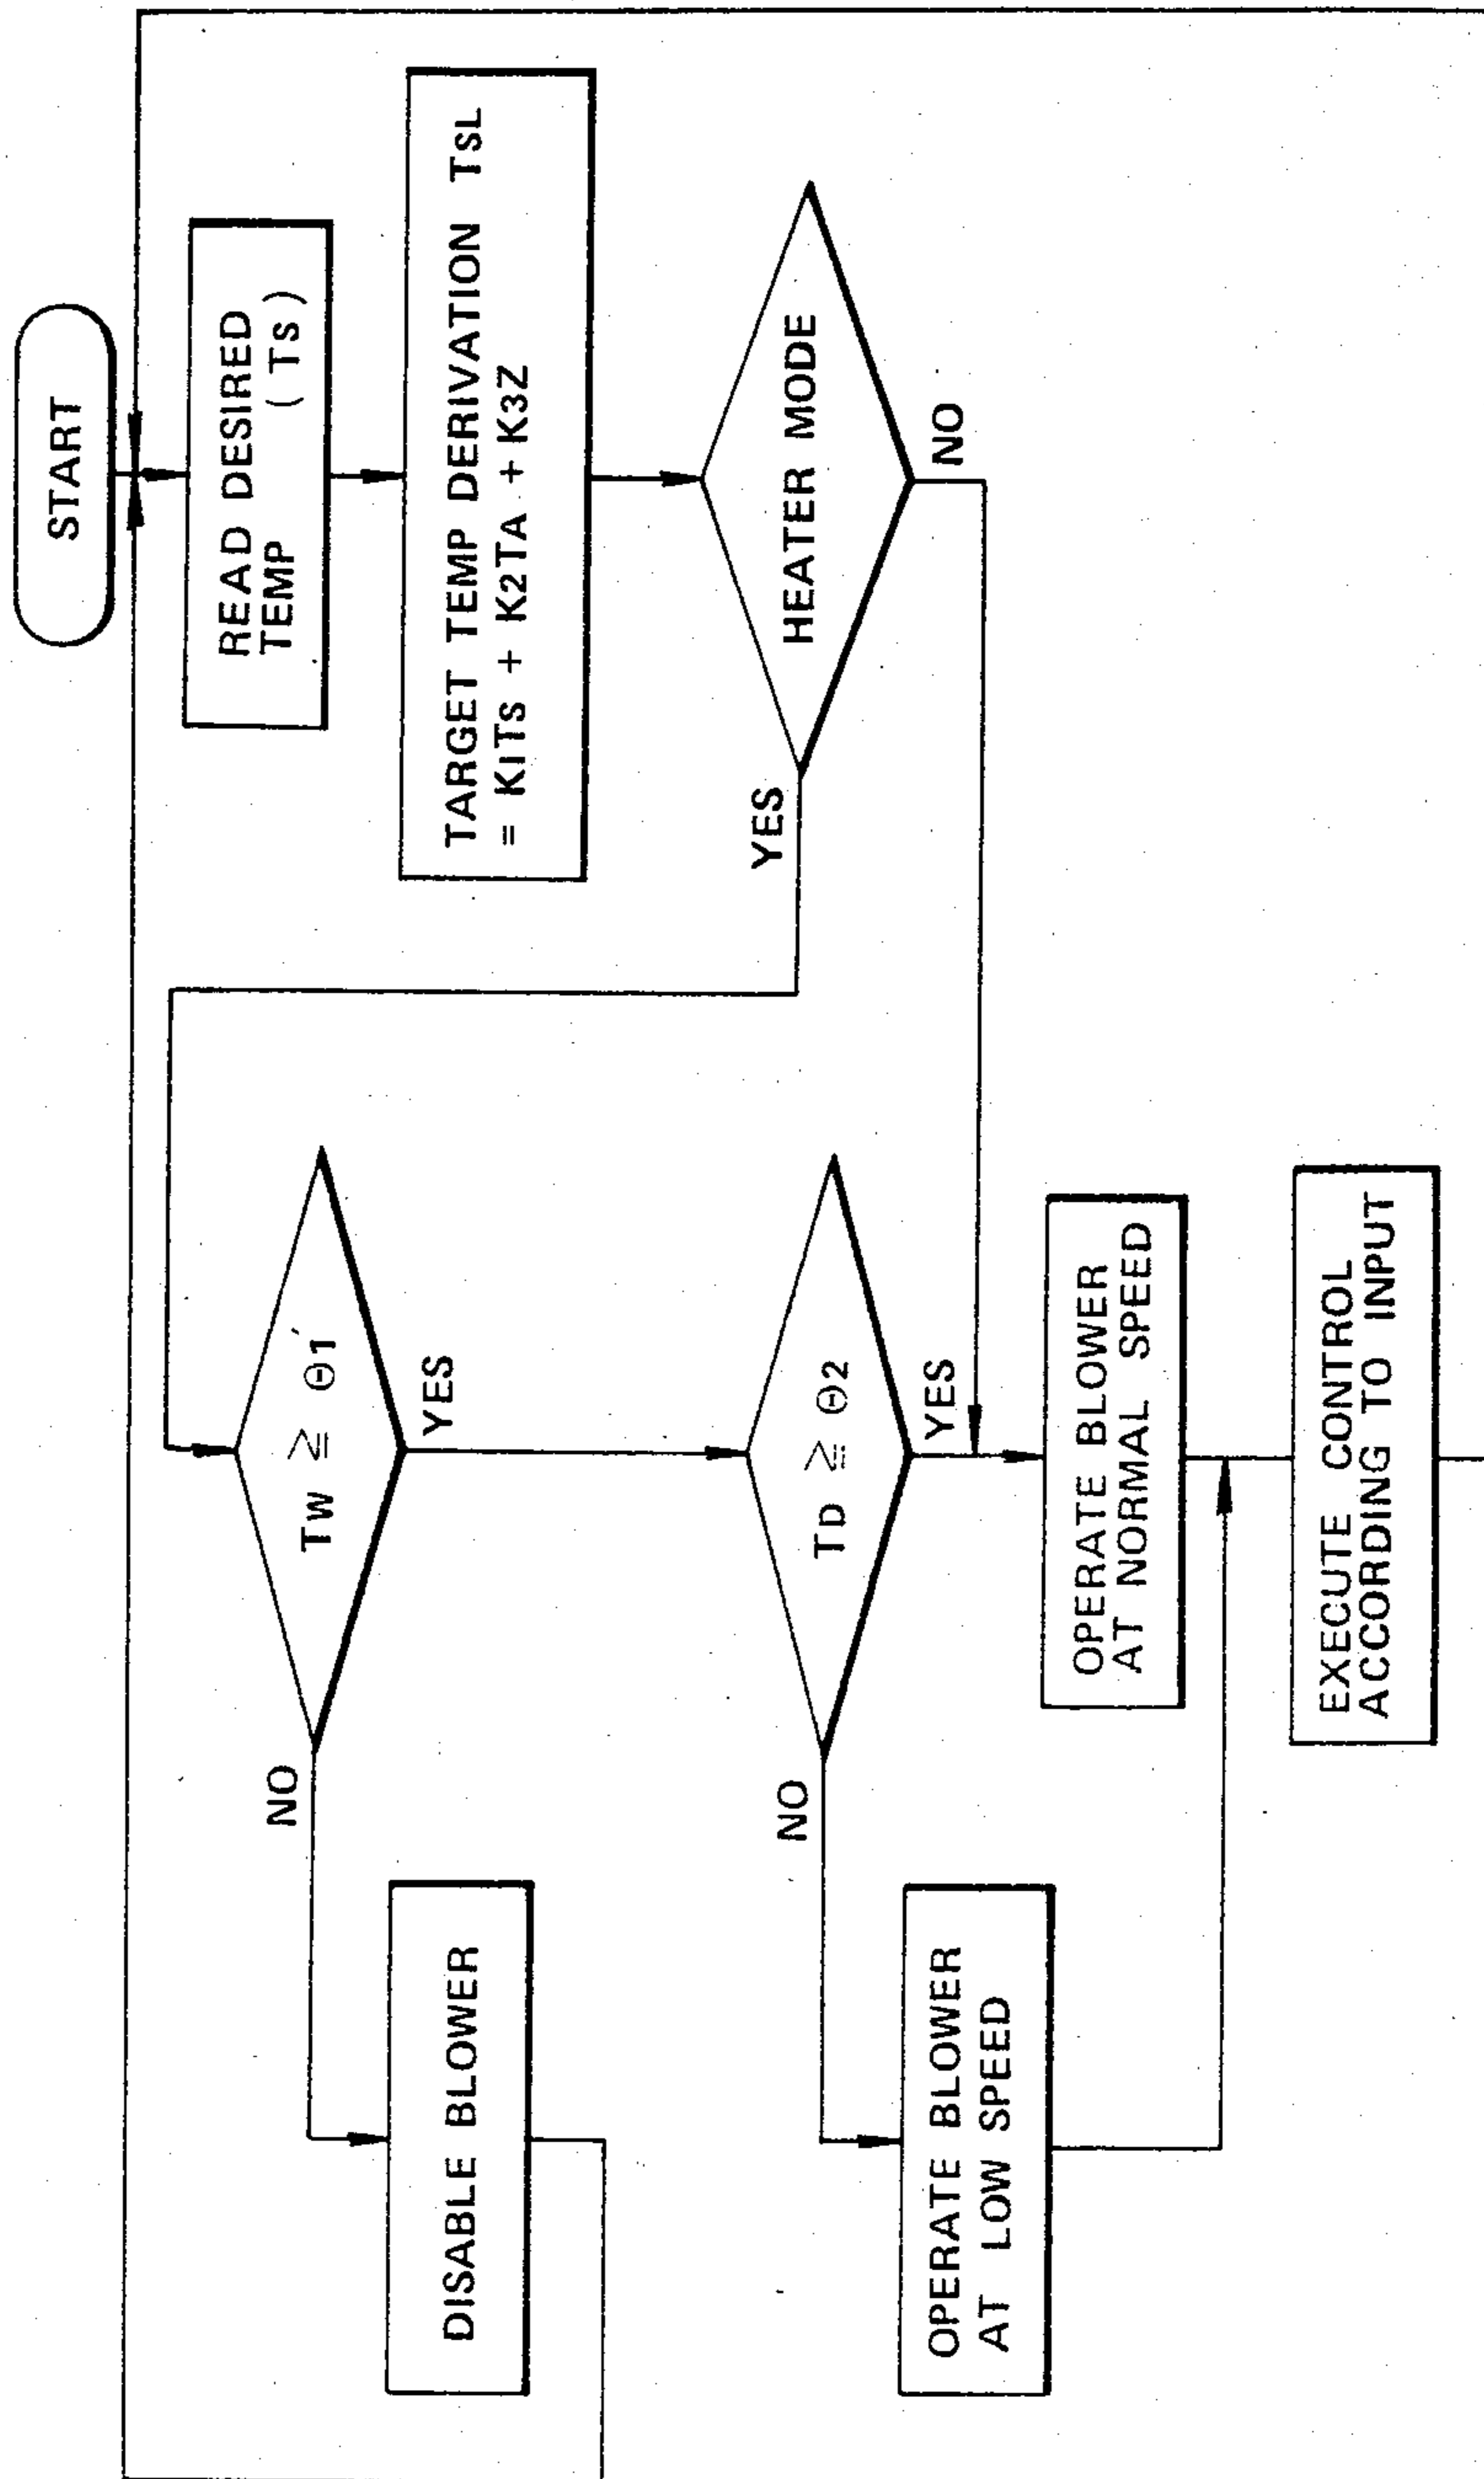 START
READ DESIRED
TEMP (Ts)
TARGET TEMP DERIVATION TSL
= K1Ts + K2TA + K3Z
HEATER MODE
YES
NO
TW ≧ Θ1'
NO
YES
DISABLE BLOWER
TD ≧ Θ2
NO
YES
OPERATE BLOWER
AT LOW SPEED
OPERATE BLOWER
AT NORMAL SPEED
EXECUTE CONTROL
ACCORDING TO INPUT